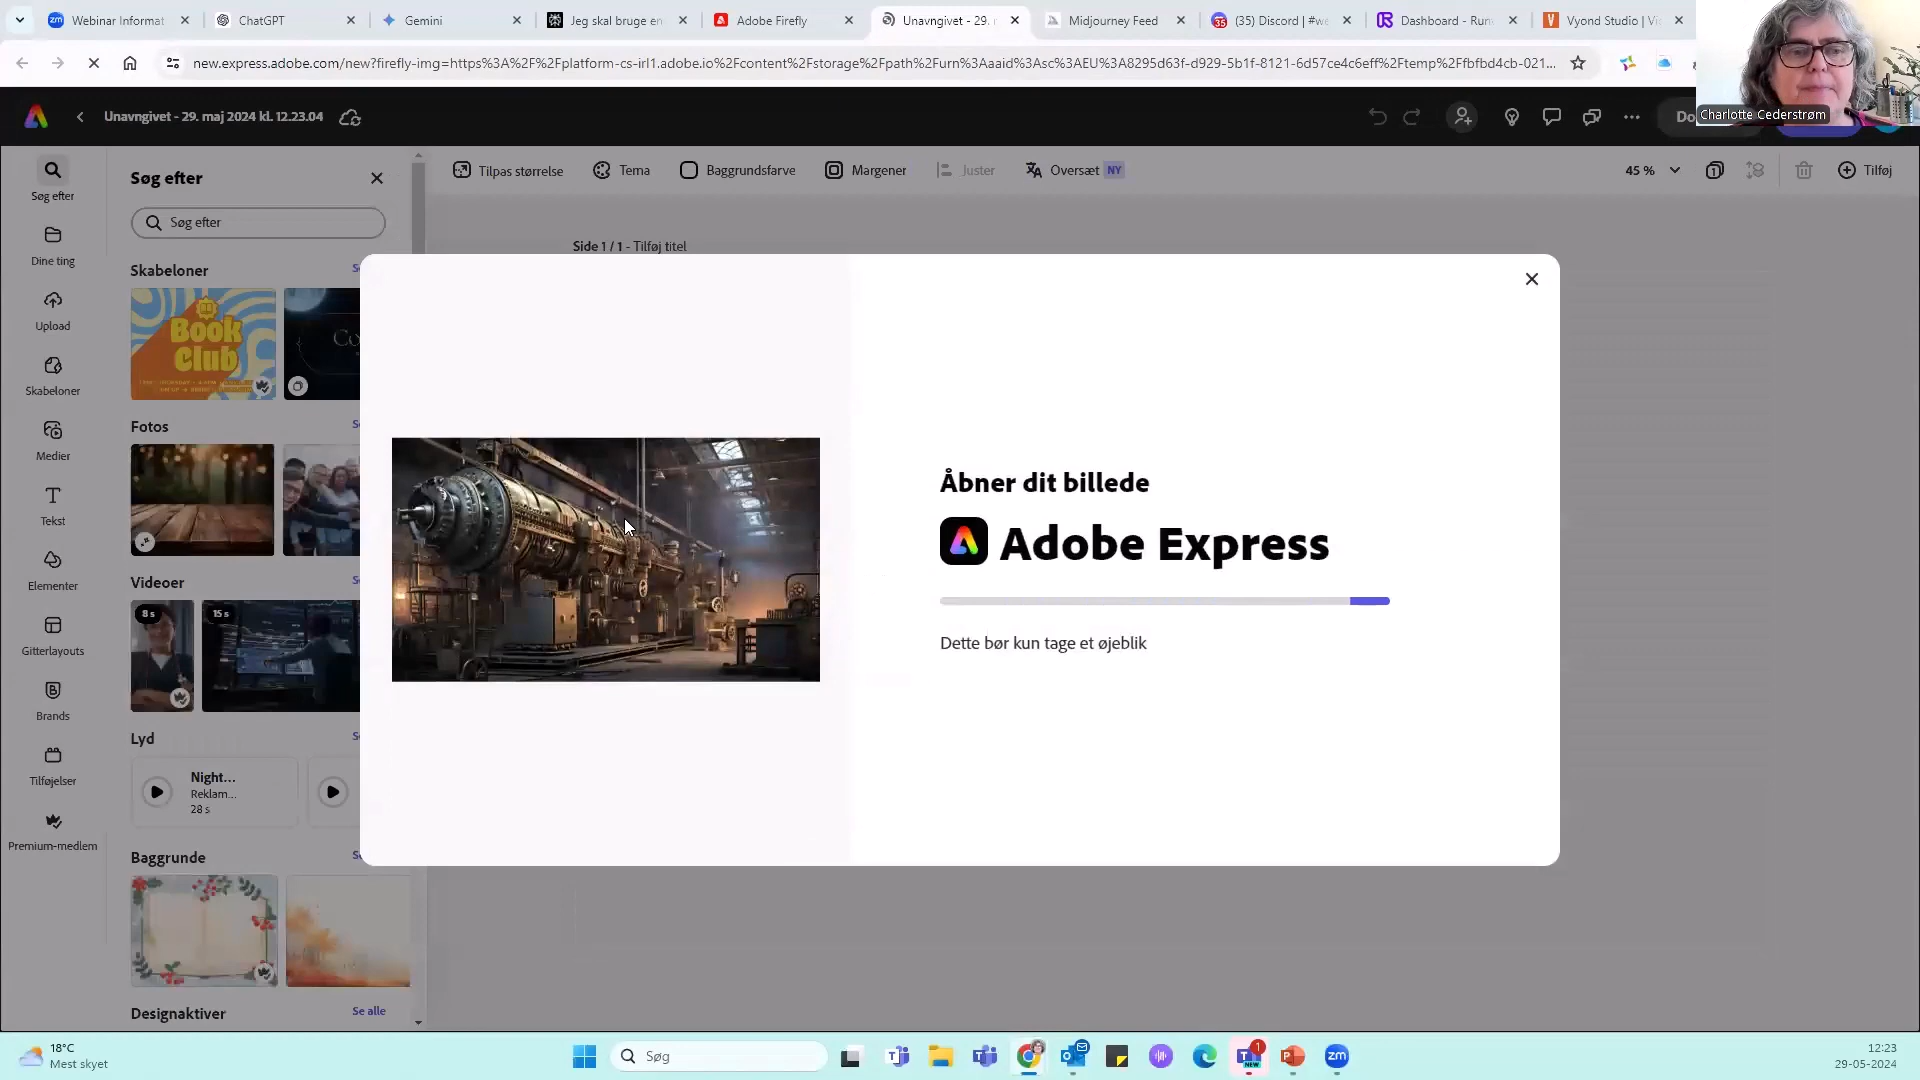 Webinar Informat
ChatGPT
Gemini
Jeg skal bruge en
Adobe Firefly
Unavngivet - 29.
Midjourney Feed
(35) Discord | #we
Dashboard - Run
Vyond Studio | Vi
new.express.adobe.com/new?firefly-img=https%3A%2F%2Fplatform-cs-irl1.adobe.io%2Fcontent%2Fstorage%2Fpath%2Furn%3Aaaid%3Asc%3AEU%3A8295d63f-d929-5b1f-8121-6d57ce4c6eff%2Ftemp%2Ffbfbd4cb-021...
Charlotte Cederstrøm
Unavngivet - 29. maj 2024 kl. 12.23.04
Do
Søg efter
Søg efter
Søg efter
Dine ting
Upload
Skabeloner
Medier
Tekst
Elementer
Gitterlayouts
Brands
Tilføjelser
Premium-medlem
Skabeloner
Book
Club
Co
Fotos
Videoer
8 s
15 s
Lyd
Night...
Reklam...
28 s
Baggrunde
Designaktiver
Se alle
Tilpas størrelse
Tema
Baggrundsfarve
Margener
Juster
Oversæt NY
45 %
Tilføj
Side 1 / 1 - Tilføj titel
Åbner dit billede
Adobe Express
Dette bør kun tage et øjeblik
18°C
Mest skyet
Søg
12:23
29-05-2024